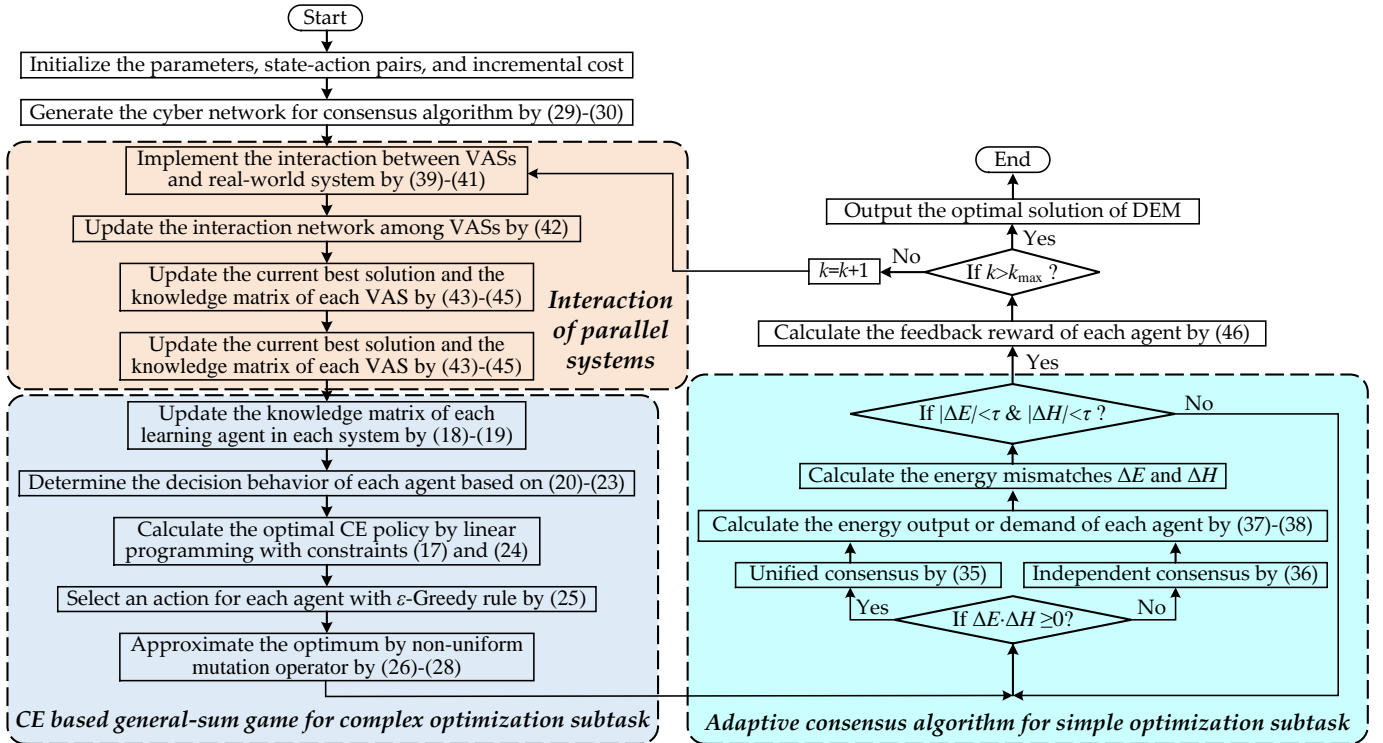 Start
Initialize the parameters, state-action pairs, and incremental cost
Generate the cyber network for consensus algorithm by (29)-(30)
Implement the interaction between VASs
and real-world system by (39)-(41)
Update the interaction network among VASs by (42)
Update the current best solution and the
knowledge matrix of each VAS by (43)-(45)
Update the current best solution and the
knowledge matrix of each VAS by (43)-(45)
Interaction
of parallel
systems
Update the knowledge matrix of each
learning agent in each system by (18)-(19)
Determine the decision behavior of each agent based on (20)-(23)
Calculate the optimal CE policy by linear
programming with constraints (17) and (24)
Select an action for each agent with ε-Greedy rule by (25)
Approximate the optimum by non-uniform
mutation operator by (26)-(28)
CE based general-sum game for complex optimization subtask
End
Output the optimal solution of DEM
Yes
No
If k>kmax ?
k=k+1
Calculate the feedback reward of each agent by (46)
Yes
If |ΔE|<τ & |ΔH|<τ ?
No
Calculate the energy mismatches ΔE and ΔH
Calculate the energy output or demand of each agent by (37)-(38)
Unified consensus by (35)
Independent consensus by (36)
Yes
If ΔE·ΔH ≥0?
No
Adaptive consensus algorithm for simple optimization subtask